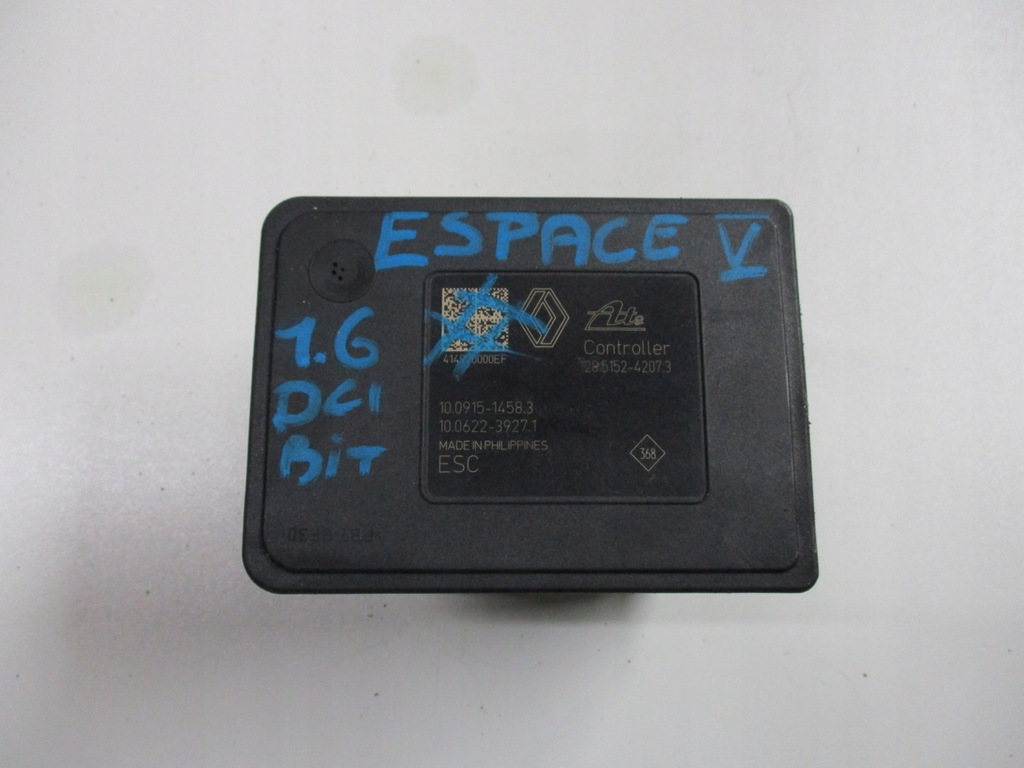 ESPACE V
1.6
DCI
BiT
Ate
Controller
28.5152-4207.3
10.0915-1458.3
10.0622-3927.1
MADE IN PHILIPPINES
ESC
368